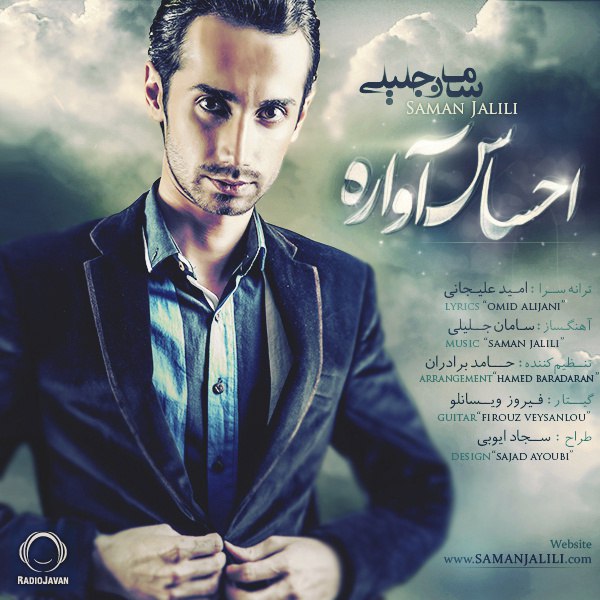 سامان جلیلی
SAMAN JALILI
احساس آواره
ترانه سرا : امید علیجانی
LYRICS "OMID ALIJANI"
آهنگساز : سامان جلیلی
MUSIC "SAMAN JALILI"
تنظیم کننده : حامد برادران
ARRANGEMENT "HAMED BARADARAN"
گیتار : فیروز ویسانلو
GUITAR "FIROUZ VEYSANLOU"
طراح : سجاد ایوبی
DESIGN "SAJAD AYOUBI"
Website
www.SAMANJALILI.com
RADIOJAVAN